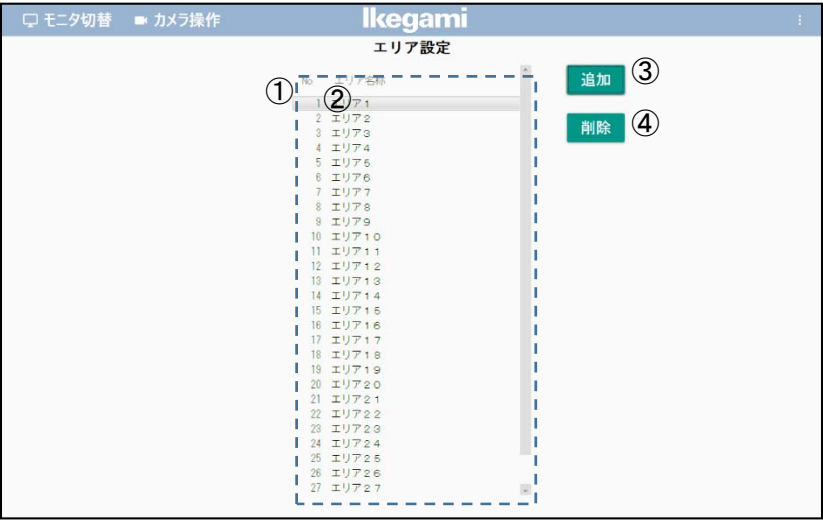 モニタ切替 カメラ操作 Ikegami
エリア設定
① No エリア名称 追加 ③
1 ②エリア1
2 エリア2 削除 ④
3 エリア3
4 エリア4
5 エリア5
6 エリア6
7 エリア7
8 エリア8
9 エリア9
10 エリア10
11 エリア11
12 エリア12
13 エリア13
14 エリア14
15 エリア15
16 エリア16
17 エリア17
18 エリア18
19 エリア19
20 エリア20
21 エリア21
22 エリア22
23 エリア23
24 エリア24
25 エリア25
26 エリア26
27 エリア27